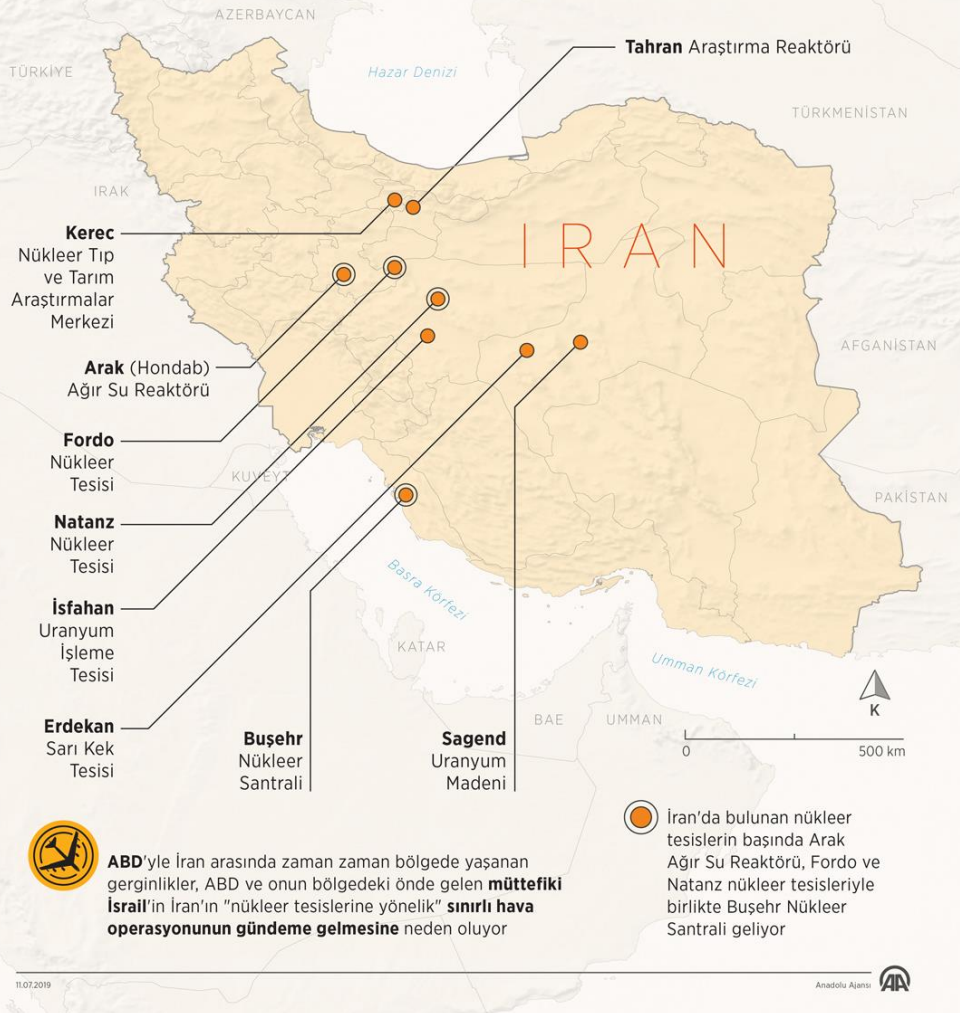 AZERBAYCAN
Tahran Araştırma Reaktörü
TÜRKİYE
Hazar Denizi
TÜRKMENİSTAN
IRAK
Kerec
Nükleer Tıp
ve Tarım
Araştırmalar
Merkezi
IRAN
AFGANİSTAN
Arak (Hondab)
Ağır Su Reaktörü
Fordo
Nükleer
Tesisi
KUVEYT
PAKİSTAN
Natanz
Nükleer
Tesisi
Basra Körfezi
İsfahan
Uranyum
İşleme
Tesisi
KATAR
Umman Körfezi
K
Erdekan
Sarı Kek
Tesisi
BAE
UMMAN
Buşehr
Nükleer
Santrali
Sagend
Uranyum
Madeni
0
500 km
ABD'yle İran arasında zaman zaman bölgede yaşanan
gerginlikler, ABD ve onun bölgedeki önde gelen müttefiki
İsrail'in İran'ın "nükleer tesislerine yönelik" sınırlı hava
operasyonunun gündeme gelmesine neden oluyor
İran'da bulunan nükleer
tesislerin başında Arak
Ağır Su Reaktörü, Fordo ve
Natanz nükleer tesisleriyle
birlikte Buşehr Nükleer
Santrali geliyor
11.07.2019
Anadolu Ajansı
AA